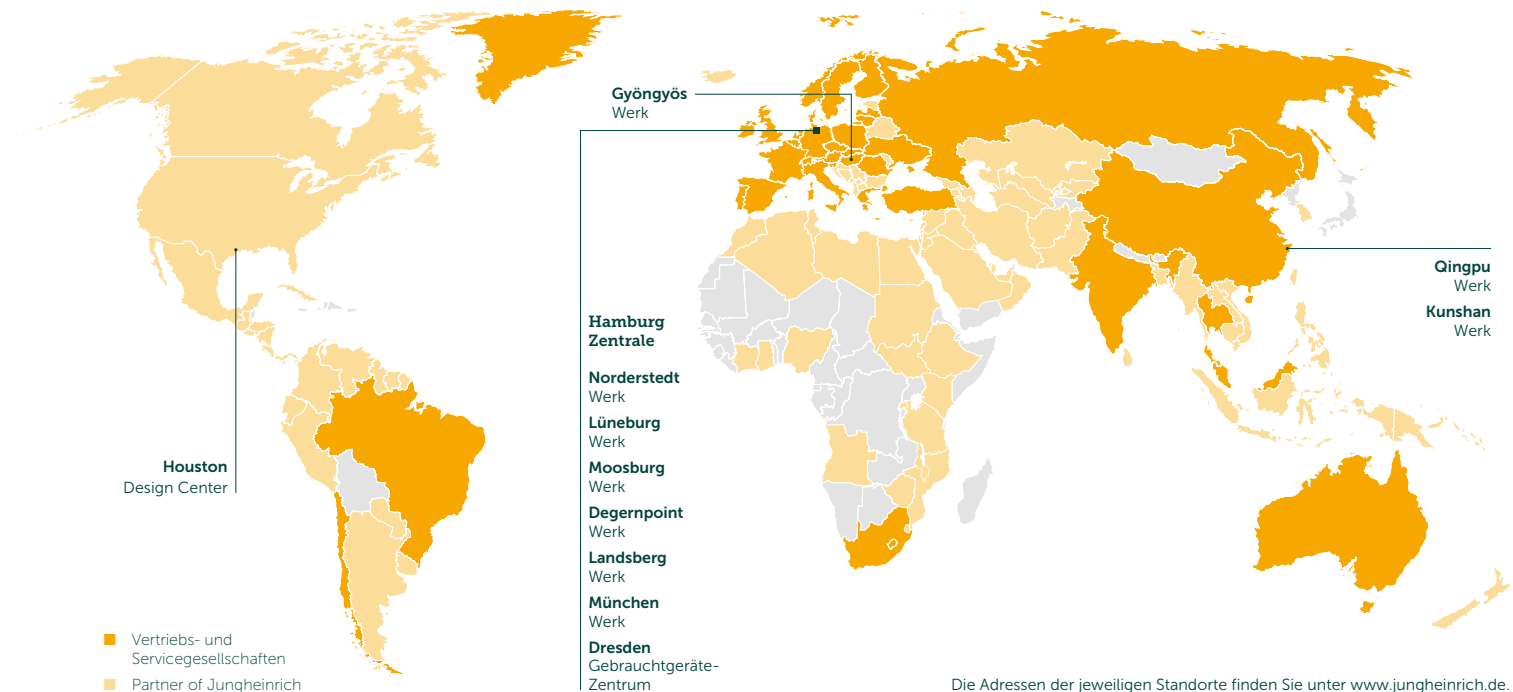 Gyöngyös
Werk
Qingpu
Werk
Kunshan
Werk
Hamburg
Zentrale
Norderstedt
Werk
Lüneburg
Werk
Moosburg
Werk
Degernpoint
Werk
Landsberg
Werk
München
Werk
Dresden
Gebrauchtgeräte-
Zentrum
Houston
Design Center
Vertriebs- und
Servicegesellschaften
Partner of Jungheinrich
Die Adressen der jeweiligen Standorte finden Sie unter www.jungheinrich.de.